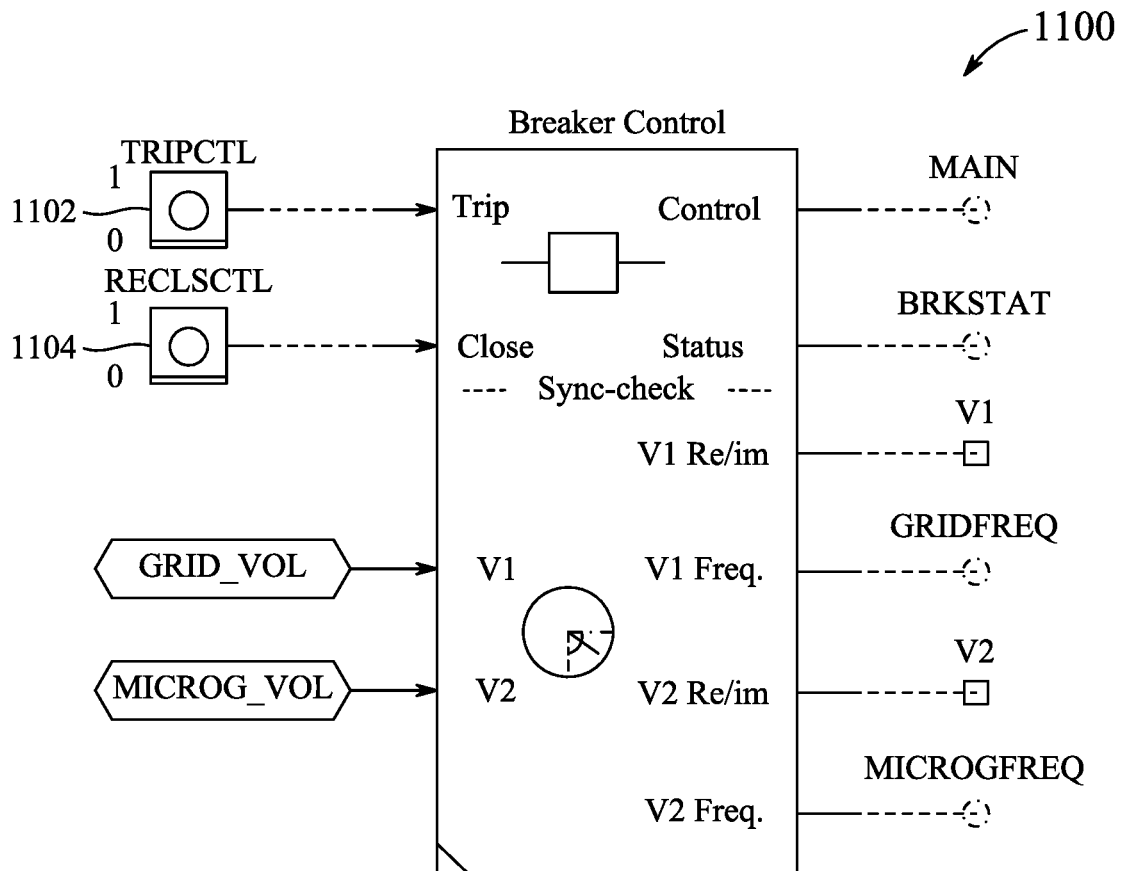 1100
Breaker Control
TRIPCTL
1
1102
0
Trip
Control
MAIN
RECLSCTL
1
1104
0
Close
Status
BRKSTAT
---- Sync-check ----
V1 Re/im
V1
GRID_VOL
V1
V1 Freq.
GRIDFREQ
MICROG_VOL
V2
V2 Re/im
V2
V2 Freq.
MICROGFREQ